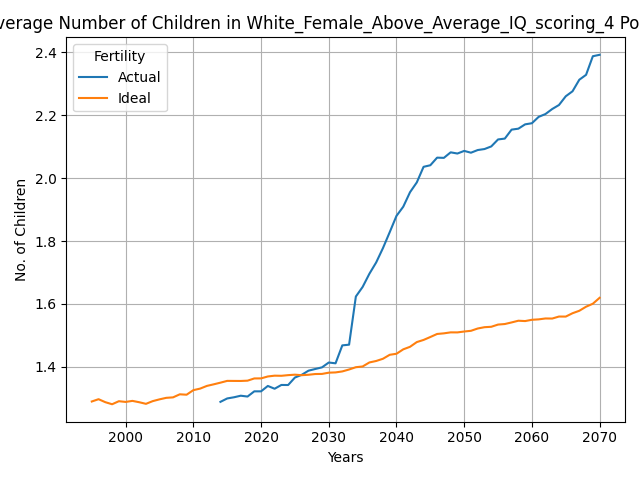 verage Number of Children in White_Female_Above_Average_IQ_scoring_4 Po
Fertility
Actual
Ideal
No. of Children
2.4
2.2
2.0
1.8
1.6
1.4
2000 2010 2020 2030 2040 2050 2060 2070
Years